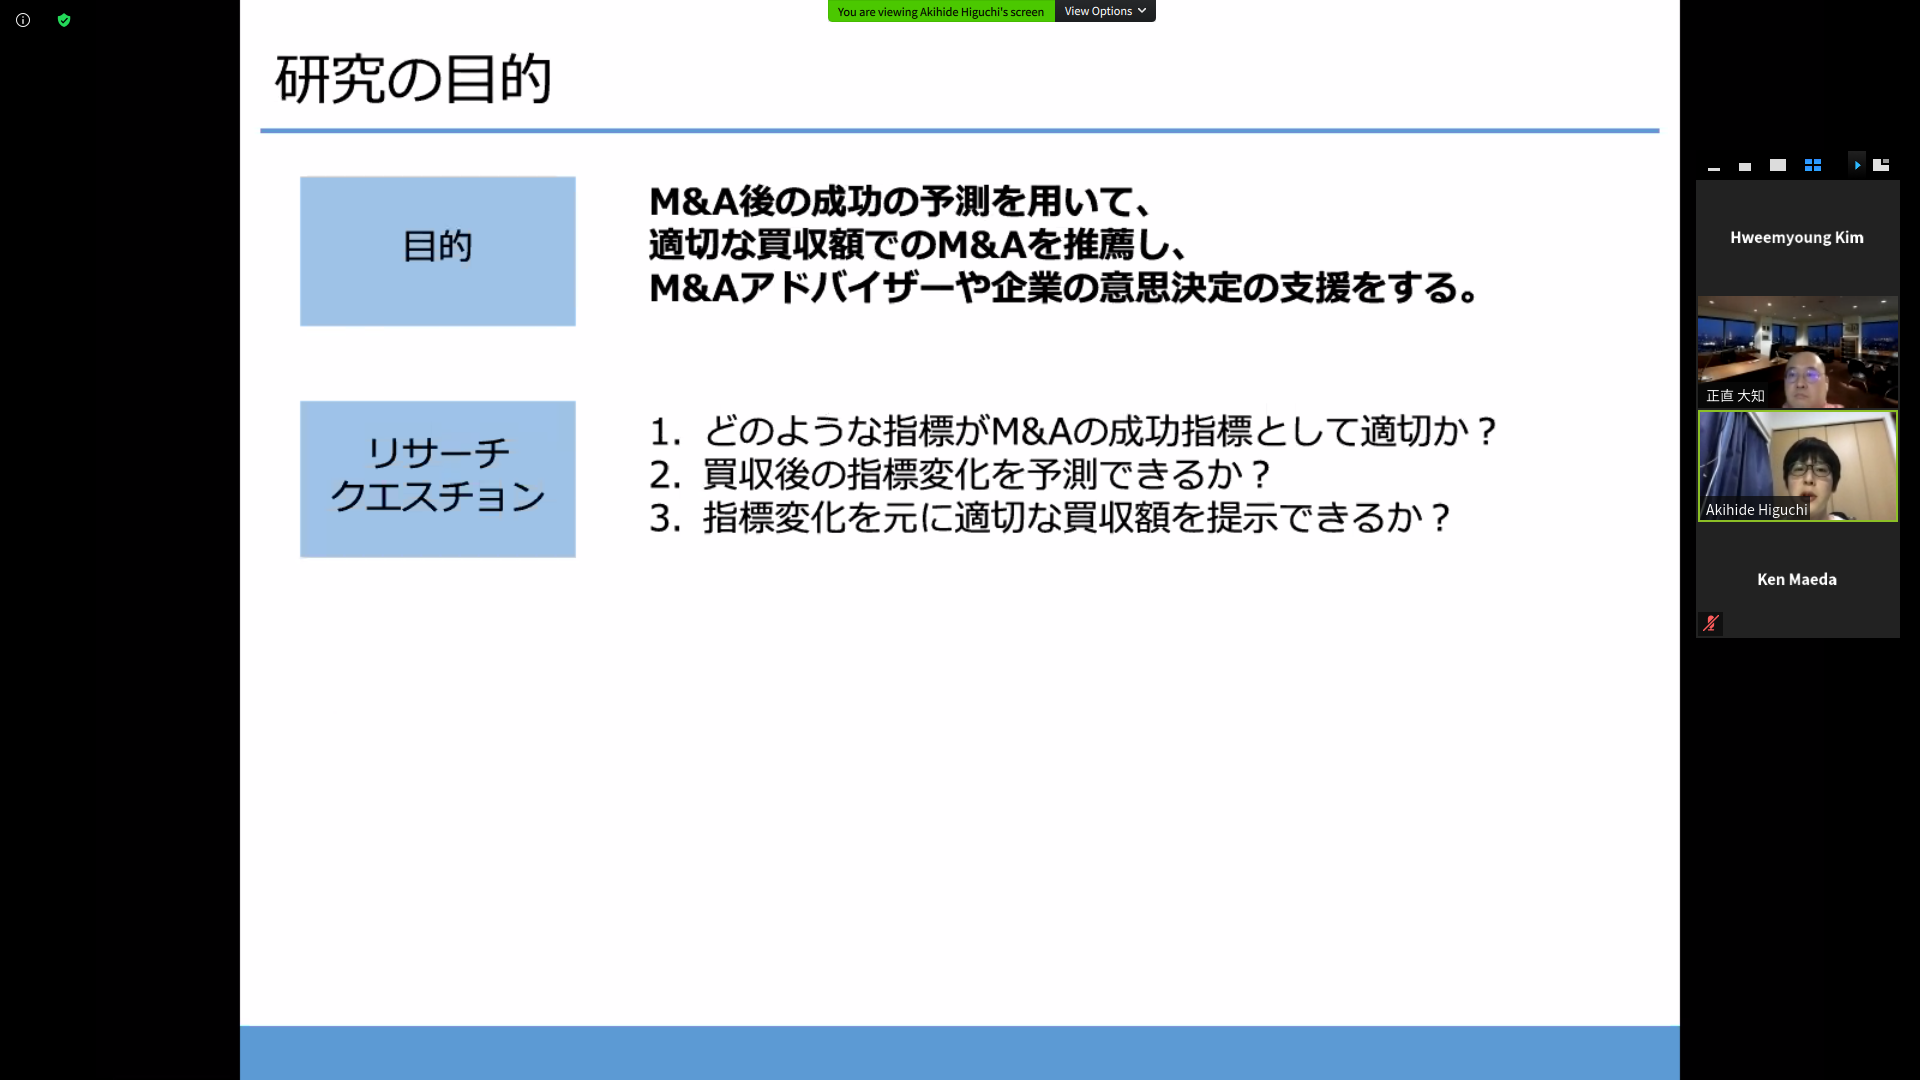 You are viewing Akihide Higuchi's screen
View Options
研究の目的
目的
M&A後の成功の予測を用いて、
適切な買収額でのM&Aを推薦し、
M&Aアドバイザーや企業の意思決定の支援をする。
リサーチ
クエスチョン
1. どのような指標がM&Aの成功指標として適切か？
2. 買収後の指標変化を予測できるか？
3. 指標変化を元に適切な買収額を提示できるか？
Hweemyoung Kim
正直 大知
Akihide Higuchi
Ken Maeda